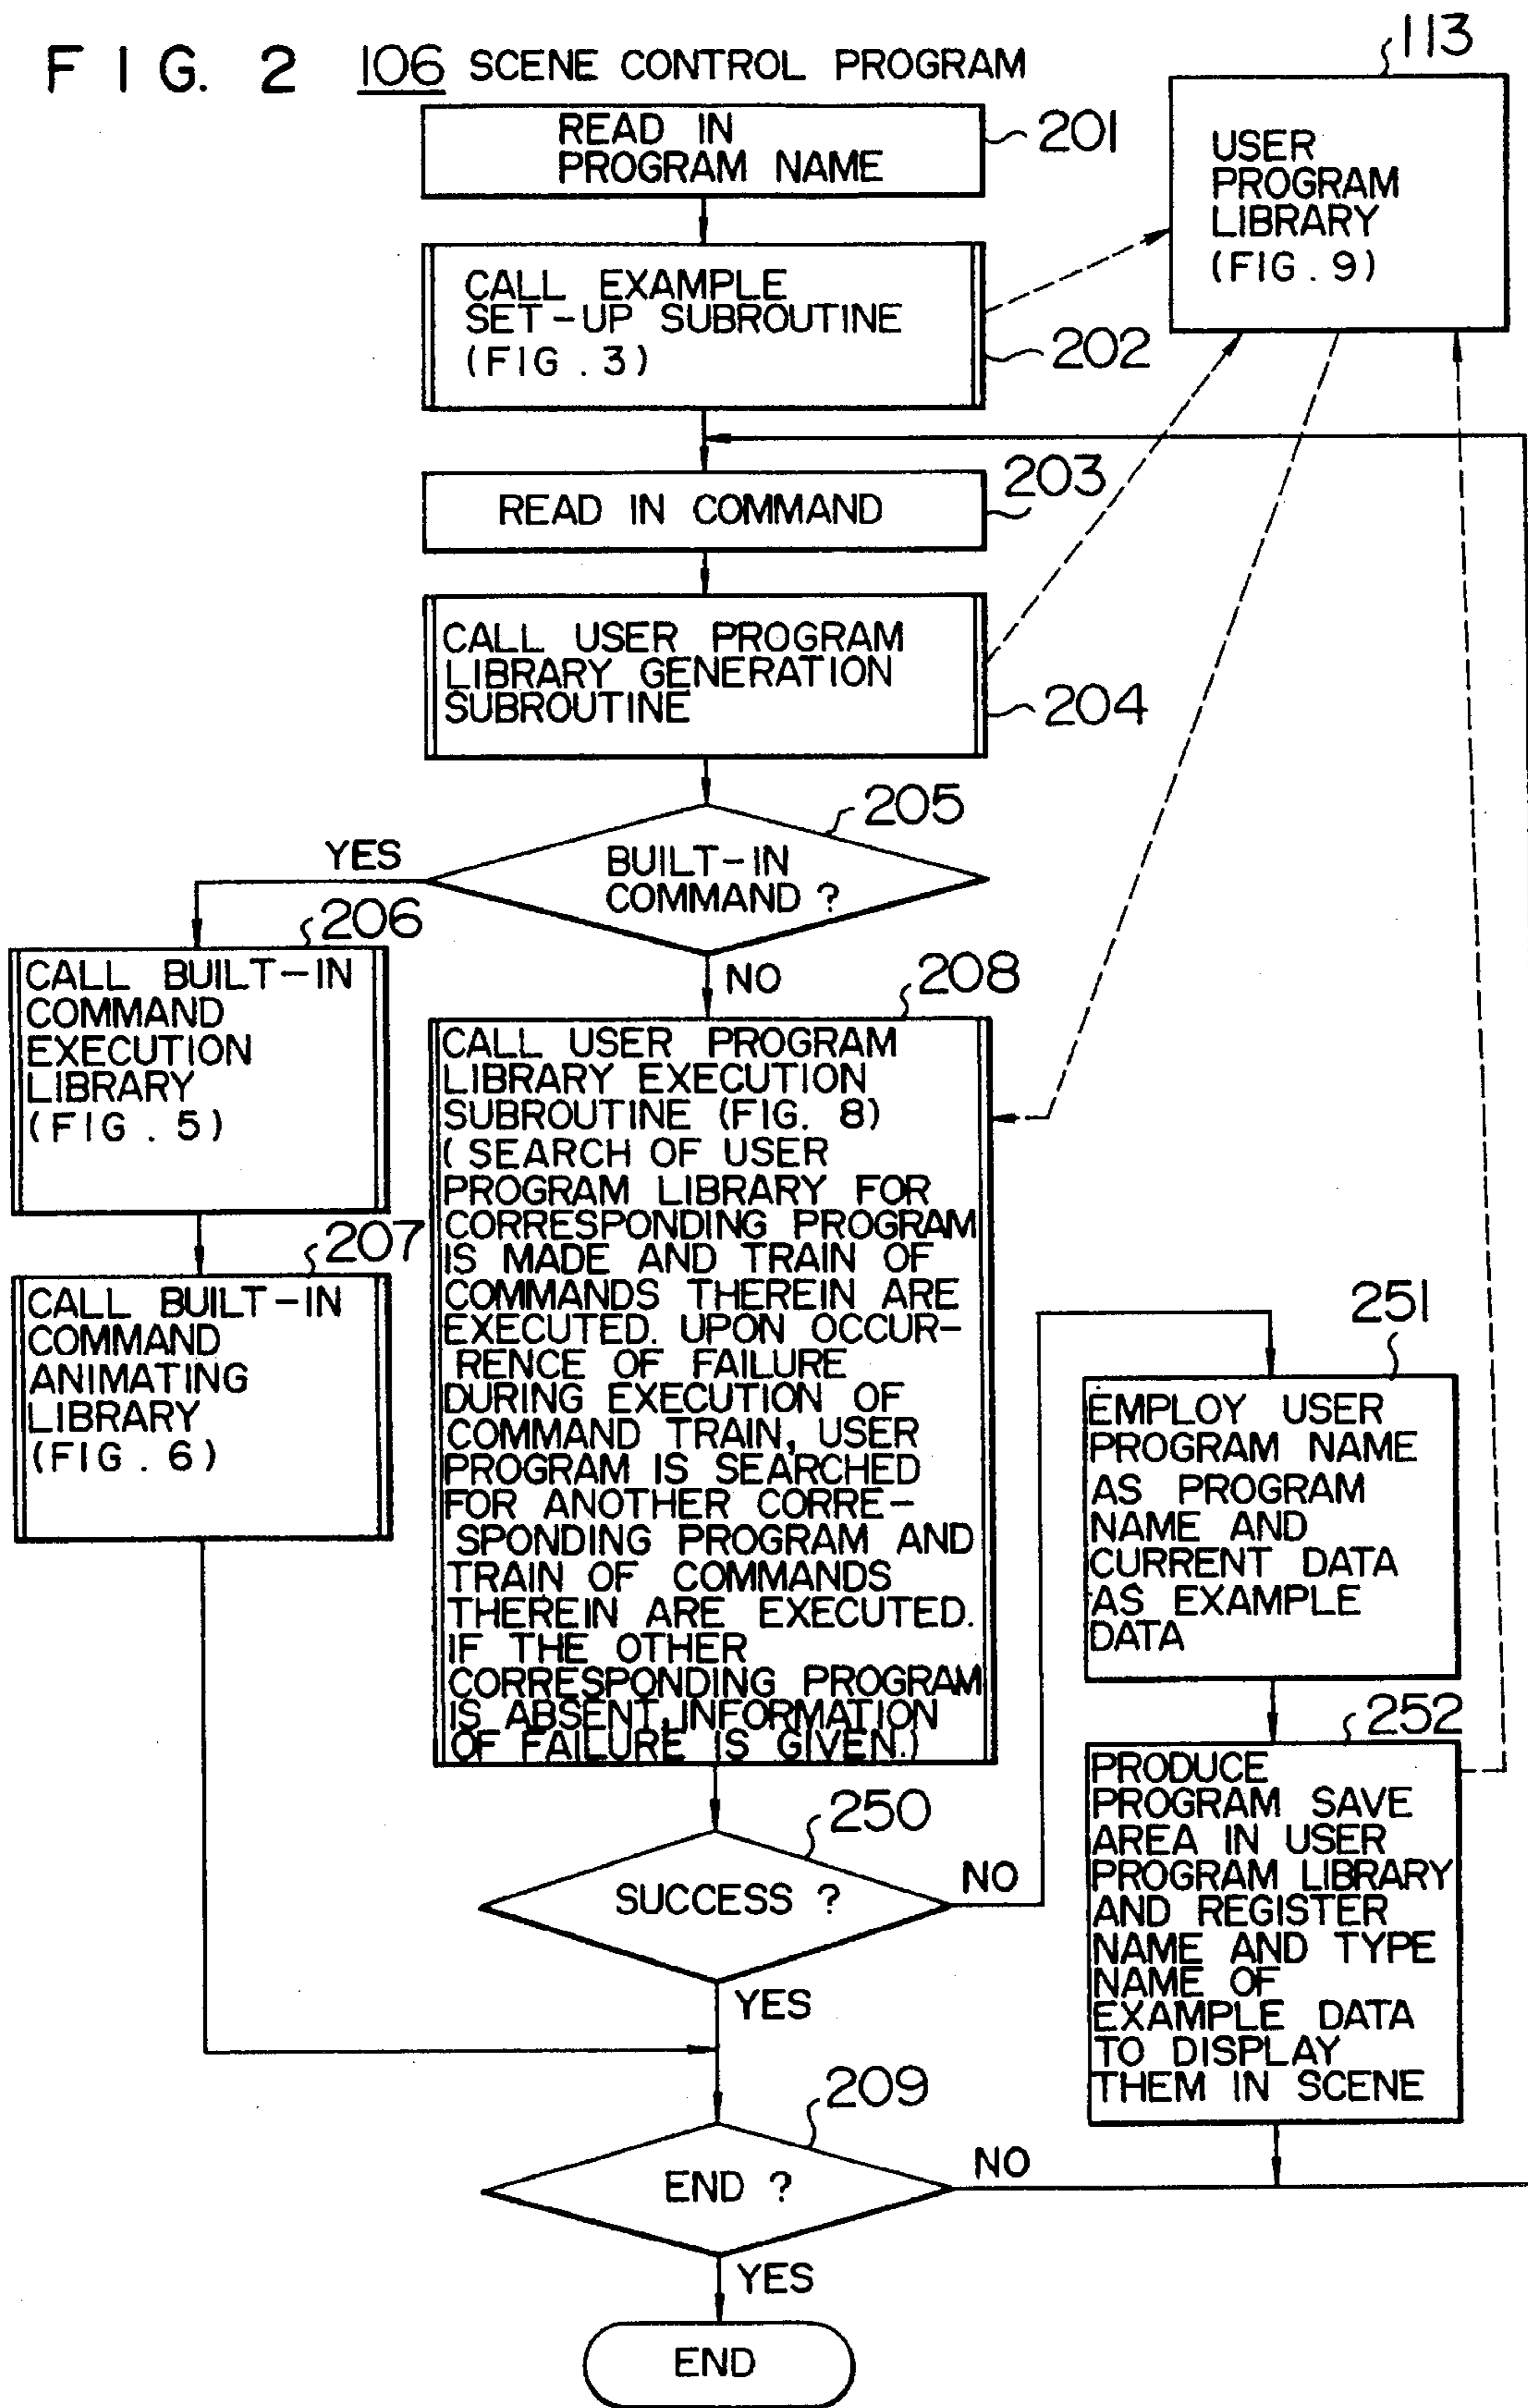 FIG. 2 106 SCENE CONTROL PROGRAM
113
USER
PROGRAM
LIBRARY
(FIG. 9)
READ IN
PROGRAM NAME
201
CALL EXAMPLE
SET-UP SUBROUTINE
(FIG. 3)
202
READ IN COMMAND
203
CALL USER PROGRAM
LIBRARY GENERATION
SUBROUTINE
204
205
BUILT-IN
COMMAND ?
YES
NO
206
CALL BUILT-IN
COMMAND
EXECUTION
LIBRARY
(FIG. 5)
207
CALL BUILT-IN
COMMAND
ANIMATING
LIBRARY
(FIG. 6)
208
CALL USER PROGRAM
LIBRARY EXECUTION
SUBROUTINE (FIG. 8)
(SEARCH OF USER
PROGRAM LIBRARY FOR
CORRESPONDING PROGRAM
IS MADE AND TRAIN OF
COMMANDS THEREIN ARE
EXECUTED. UPON OCCUR-
RENCE OF FAILURE
DURING EXECUTION OF
COMMAND TRAIN, USER
PROGRAM IS SEARCHED
FOR ANOTHER CORRE-
SPONDING PROGRAM AND
TRAIN OF COMMANDS
THEREIN ARE EXECUTED.
IF THE OTHER
CORRESPONDING PROGRAM
IS ABSENT, INFORMATION
OF FAILURE IS GIVEN.)
250
SUCCESS ?
NO
YES
251
EMPLOY USER
PROGRAM NAME
AS PROGRAM
NAME AND
CURRENT DATA
AS EXAMPLE
DATA
252
PRODUCE
PROGRAM SAVE
AREA IN USER
PROGRAM LIBRARY
AND REGISTER
NAME AND TYPE
NAME OF
EXAMPLE DATA
TO DISPLAY
THEM IN SCENE
209
END ?
NO
YES
END